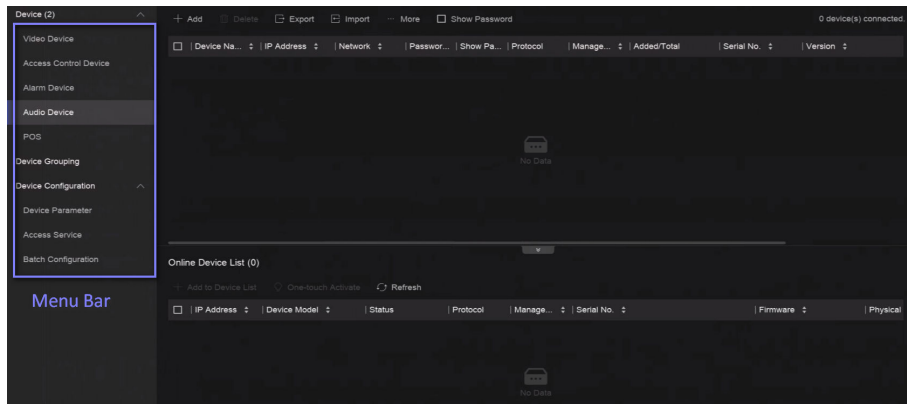 Device (2)
Video Device
Access Control Device
Alarm Device
Audio Device
POS
Device Grouping
Device Configuration
Device Parameter
Access Service
Batch Configuration
Menu Bar
Add Delete Export Import More Show Password 0 device(s) connected.
Device Na... IP Address Network Passwor... Show Pa... Protocol Manage... Added/Total Serial No. Version
No Data
Online Device List (0)
Add to Device List One-touch Activate Refresh
IP Address Device Model Status Protocol Manage... Serial No. Firmware Physical
No Data